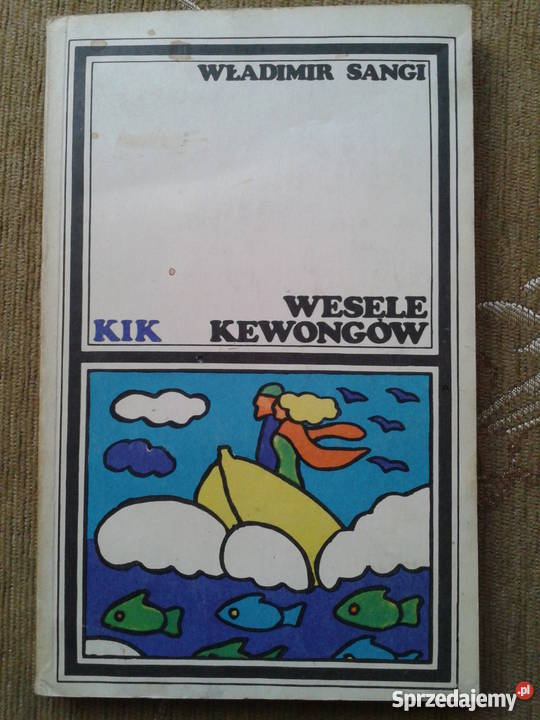 WŁADIMIR SANGI
WESELE
KIK KEWONGÓW
Sprzedajemy.pl